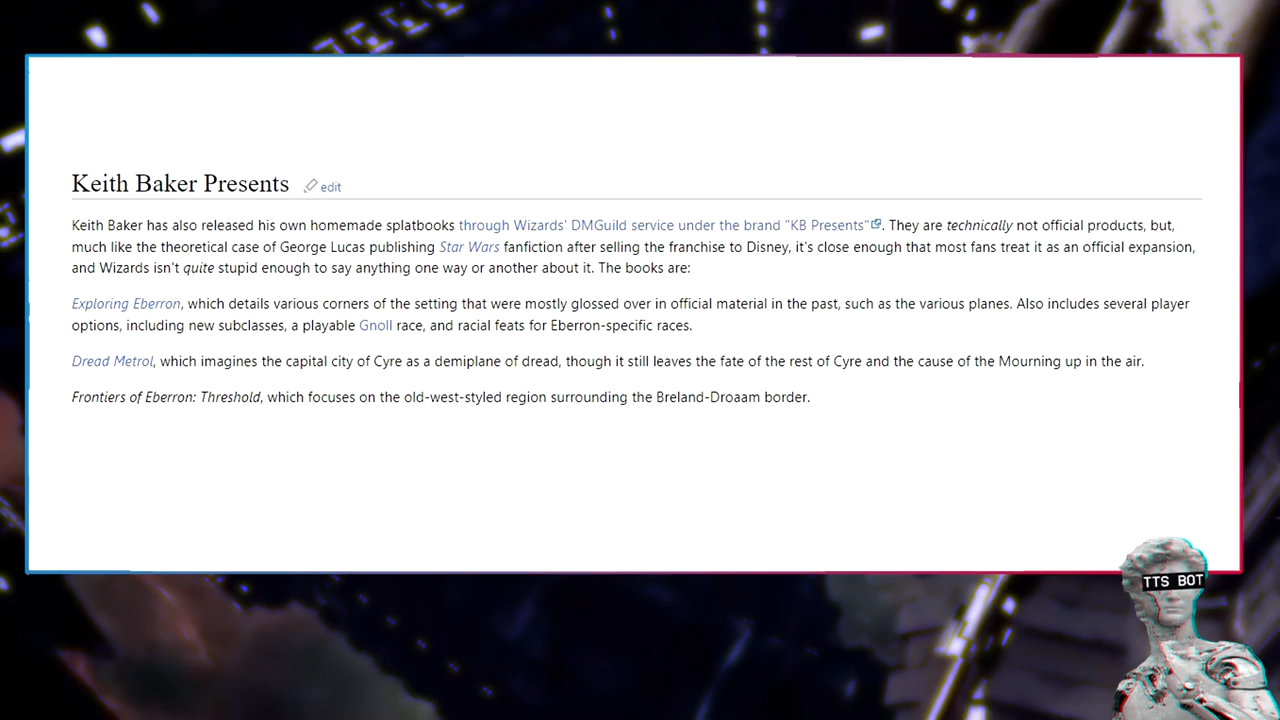 Keith Baker Presents edit
Keith Baker has also released his own homemade splatbooks through Wizards' DMGuild service under the brand "KB Presents". They are technically not official products, but,
much like the theoretical case of George Lucas publishing Star Wars fanfiction after selling the franchise to Disney, it's close enough that most fans treat it as an official expansion,
and Wizards isn't quite stupid enough to say anything one way or another about it. The books are:
Exploring Eberron, which details various corners of the setting that were mostly glossed over in official material in the past, such as the various planes. Also includes several player
options, including new subclasses, a playable Gnoll race, and racial feats for Eberron-specific races.
Dread Metrol, which imagines the capital city of Cyre as a demiplane of dread, though it still leaves the fate of the rest of Cyre and the cause of the Mourning up in the air.
Frontiers of Eberron: Threshold, which focuses on the old-west-styled region surrounding the Breland-Droaam border.
TTS BOT